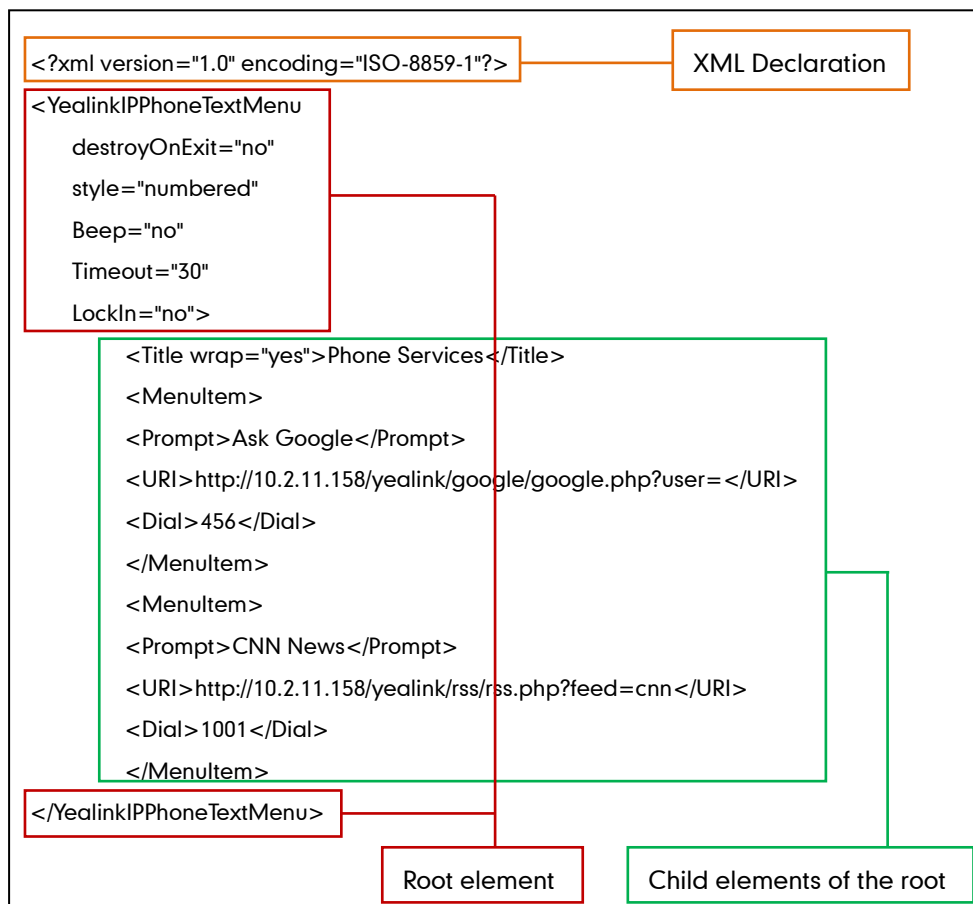 <?xml version="1.0" encoding="ISO-8859-1"?>
XML Declaration
<YealinkIPPhoneTextMenu
destroyOnExit="no"
style="numbered"
Beep="no"
Timeout="30"
LockIn="no">
<Title wrap="yes">Phone Services</Title>
<MenuItem>
<Prompt>Ask Google</Prompt>
<URI>http://10.2.11.158/yealink/google/google.php?user=</URI>
<Dial>456</Dial>
</MenuItem>
<MenuItem>
<Prompt>CNN News</Prompt>
<URI>http://10.2.11.158/yealink/rss/rss.php?feed=cnn</URI>
<Dial>1001</Dial>
</MenuItem>
</YealinkIPPhoneTextMenu>
Root element
Child elements of the root